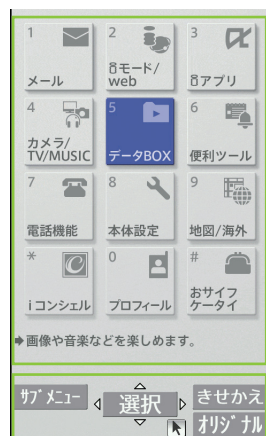 1
メール
2
iモード/
web
3
iアプリ
4
カメラ/
TV/MUSIC
5
データBOX
6
便利ツール
7
電話機能
8
本体設定
9
地図/海外
*
iコンシェル
0
プロフィール
#
おサイフ
ケータイ
➡画像や音楽などを楽しめます。
サブメニュー
選択
きせかえ
オリジナル